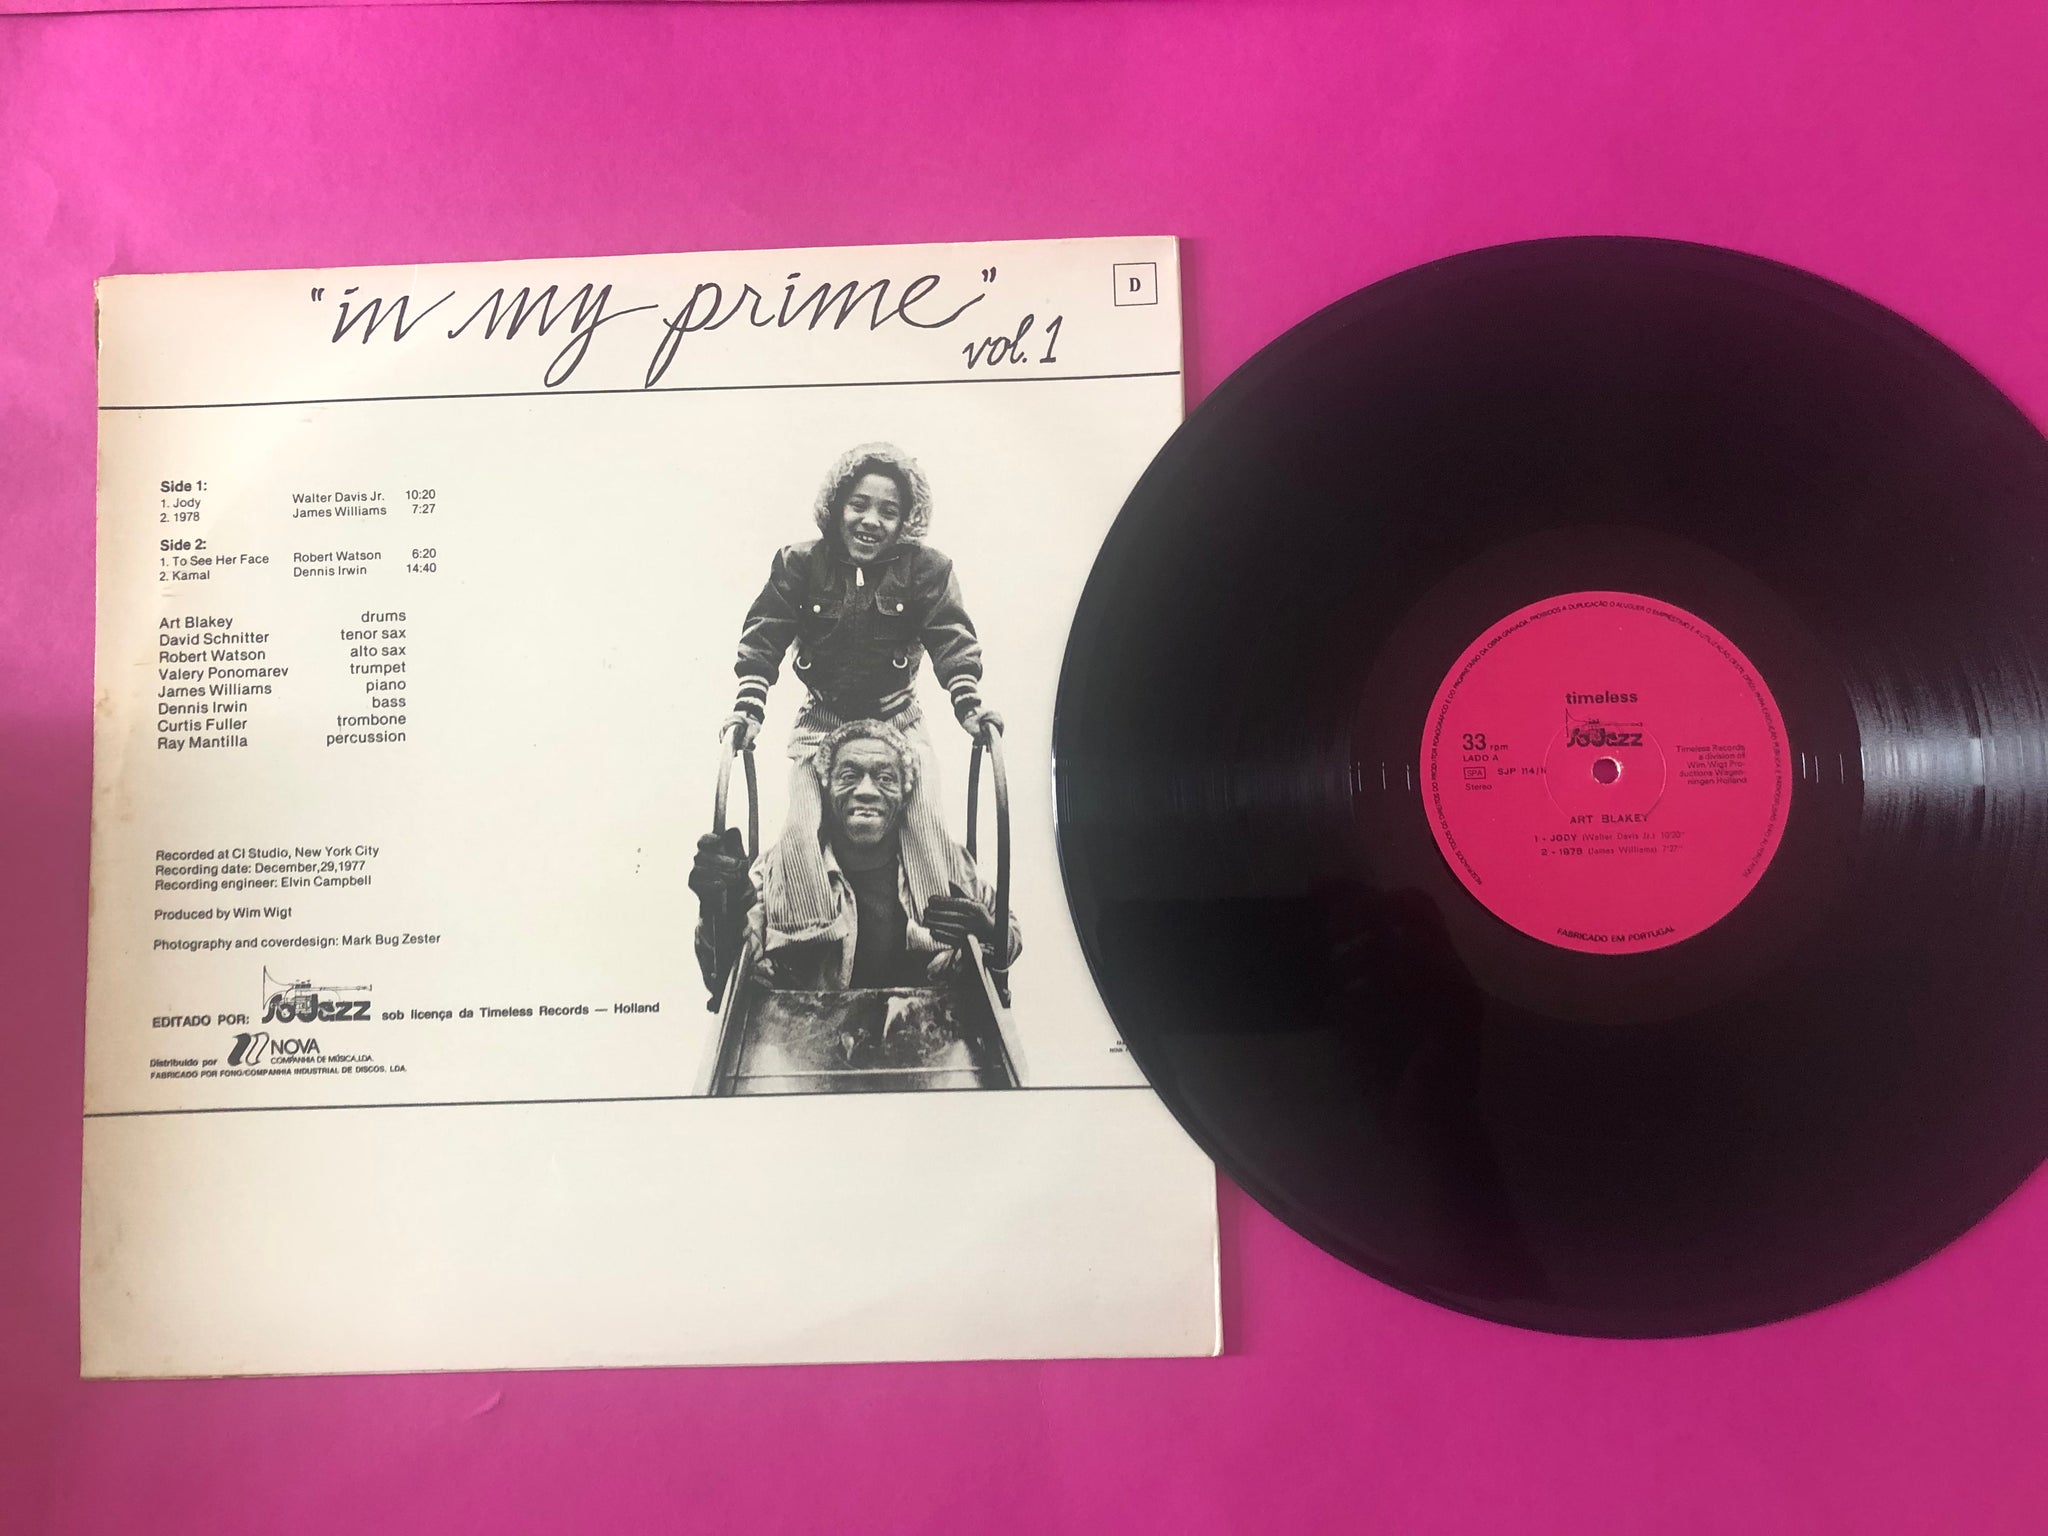 "in my prime"
vol. 1
D
Side 1:
1. Jody Walter Davis Jr. 10:20
2. 1978 James Williams 7:27
Side 2:
1. To See Her Face Robert Watson 6:20
2. Kamal Dennis Irwin 14:40
Art Blakey drums
David Schnitter tenor sax
Robert Watson alto sax
Valery Ponomarev trumpet
James Williams piano
Dennis Irwin bass
Curtis Fuller trombone
Ray Mantilla percussion
Recorded at CI Studio, New York City
Recording date: December,29,1977
Recording engineer: Elvin Campbell
Produced by Wim Wigt
Photography and coverdesign: Mark Bug Zester
EDITADO POR: SoJazz sob licença da Timeless Records — Holland
Distribuído por NOVA
COMPANHIA DE MÚSICA,LDA.
FABRICADO POR FONO/COMPANHIA INDUSTRIAL DE DISCOS, LDA.
timeless
SoJazz
33 rpm
LADO A
SPA SJP 114/
Stereo
Timeless Records
a division of
Wim Wigt Pro-
ductions Wagen-
ningen Holland
ART BLAKEY
1 - JODY (Walter Davis Jr.) 10'20"
2 - 1978 (James Williams) 7'27"
FABRICADO EM PORTUGAL